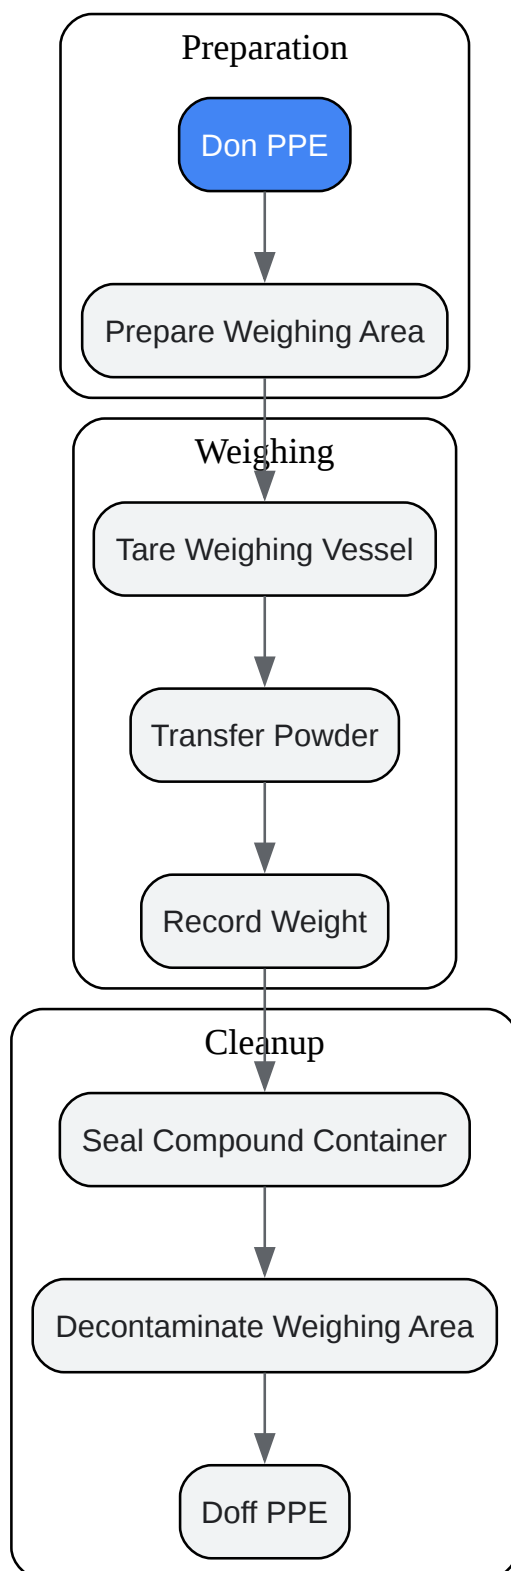 Preparation
Don PPE
Prepare Weighing Area
Weighing
Tare Weighing Vessel
Transfer Powder
Record Weight
Cleanup
Seal Compound Container
Decontaminate Weighing Area
Doff PPE